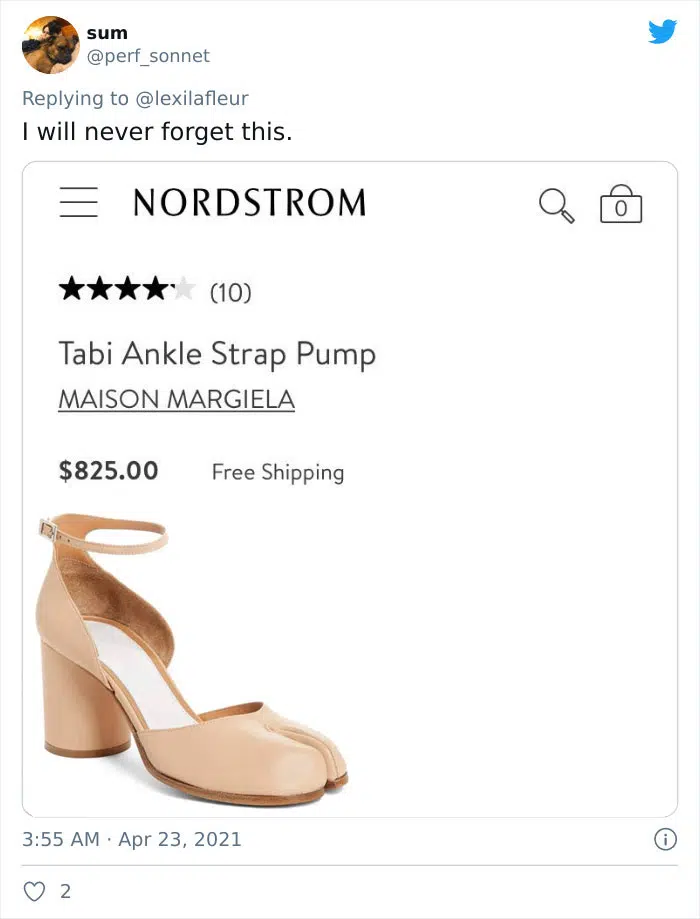 sum
@perf_sonnet
Replying to @lexilafleur
I will never forget this.
NORDSTROM
0
(10)
Tabi Ankle Strap Pump
MAISON MARGIELA
$825.00 Free Shipping
3:55 AM · Apr 23, 2021
2